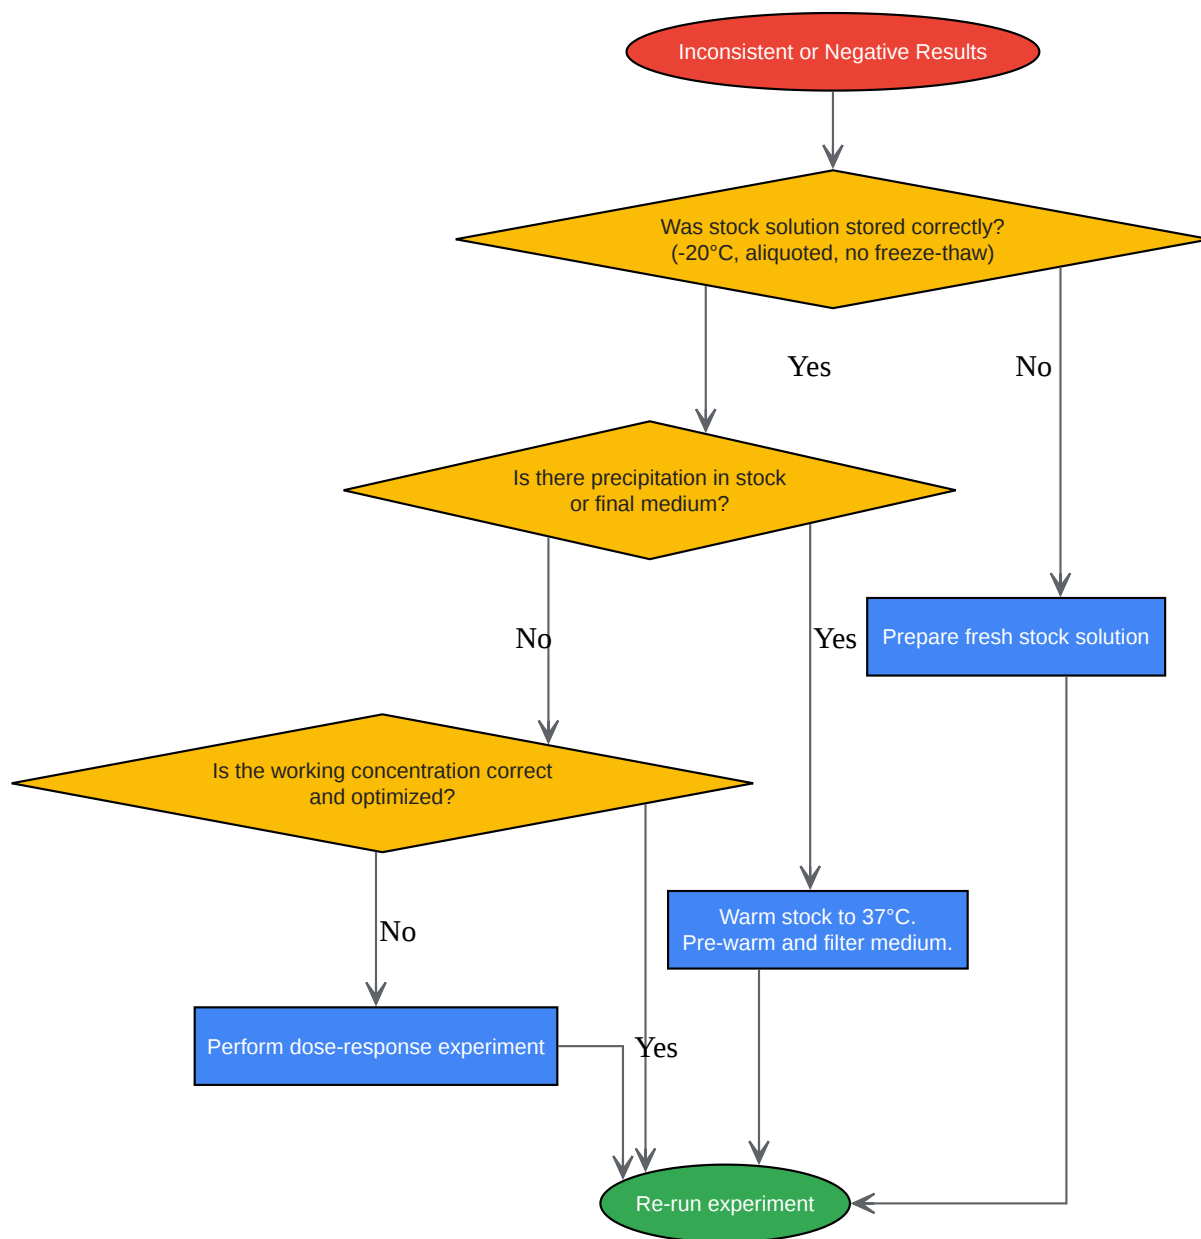 Inconsistent or Negative Results
Was stock solution stored correctly?
(-20°C, aliquoted, no freeze-thaw)
Yes
No
Is there precipitation in stock
or final medium?
No
Yes
Prepare fresh stock solution
Is the working concentration correct
and optimized?
No
Warm stock to 37°C.
Pre-warm and filter medium.
Perform dose-response experiment
Yes
Re-run experiment